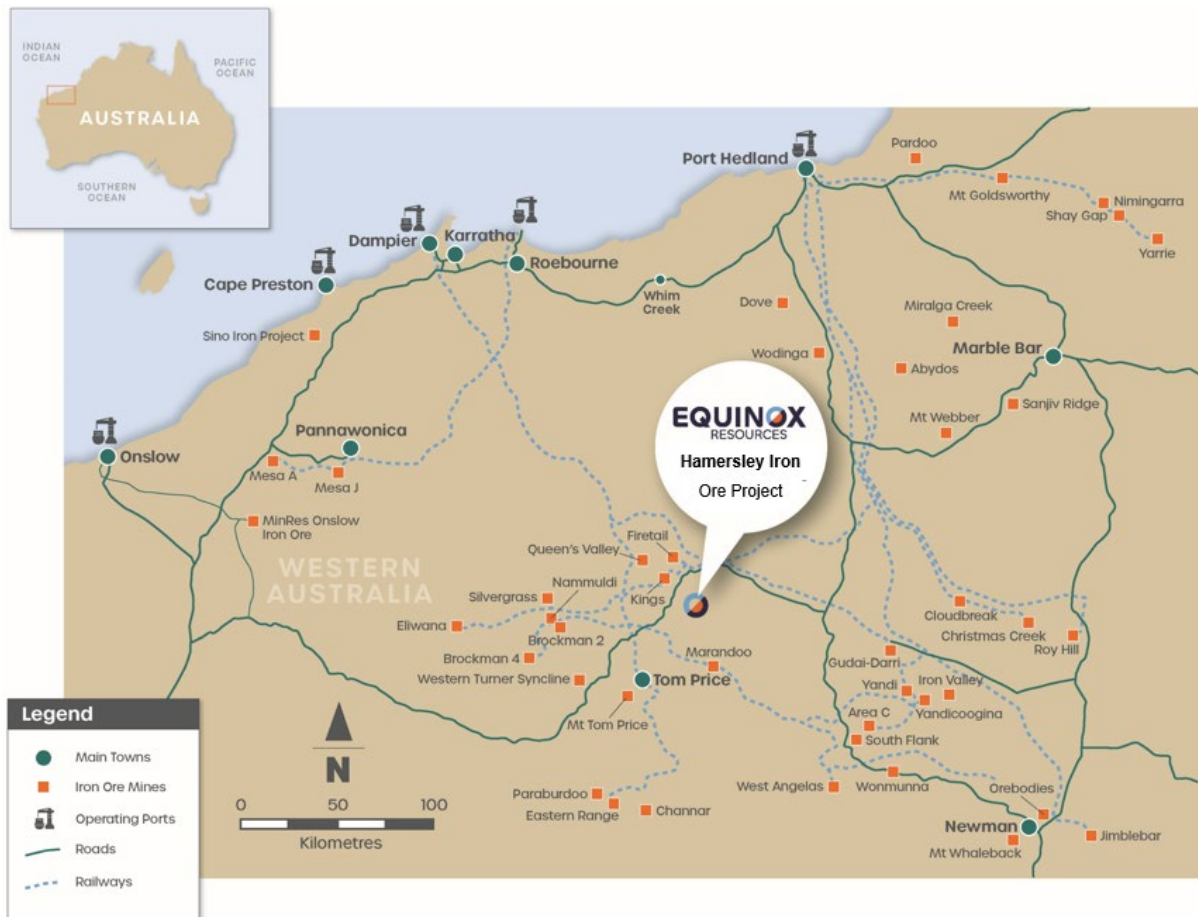 INDIAN
OCEAN
PACIFIC
OCEAN
AUSTRALIA
SOUTHERN
OCEAN
Port Hedland
Pardoo
Mt Goldsworthy
Nimingarra
Shay Gap
Yarrie
Dampier
Karratha
Roebourne
Cape Preston
Whim
Creek
Dove
Miralga Creek
Sino Iron Project
Wodinga
Marble Bar
Abydos
EQUINOX
RESOURCES
Hamersley Iron
Ore Project
Sanjiv Ridge
Mt Webber
Pannawonica
Onslow
Mesa A
Mesa J
MinRes Onslow
Iron Ore
WESTERN
AUSTRALIA
Firetail
Queen's Valley
Nammuldi
Kings
Silvergrass
Eliwana
Brockman 2
Brockman 4
Western Turner Syncline
Marandoo
Tom Price
Mt Tom Price
Cloudbreak
Christmas Creek
Roy Hill
Gudai-Darri
Iron Valley
Yandi
Yandicoogina
Area C
South Flank
West Angelas
Wonmunna
Orebodies
Newman
Jimblebar
Mt Whaleback
Paraburdoo
Eastern Range
Channar
Legend
Main Towns
Iron Ore Mines
Operating Ports
Roads
Railways
N
0 50 100
Kilometres